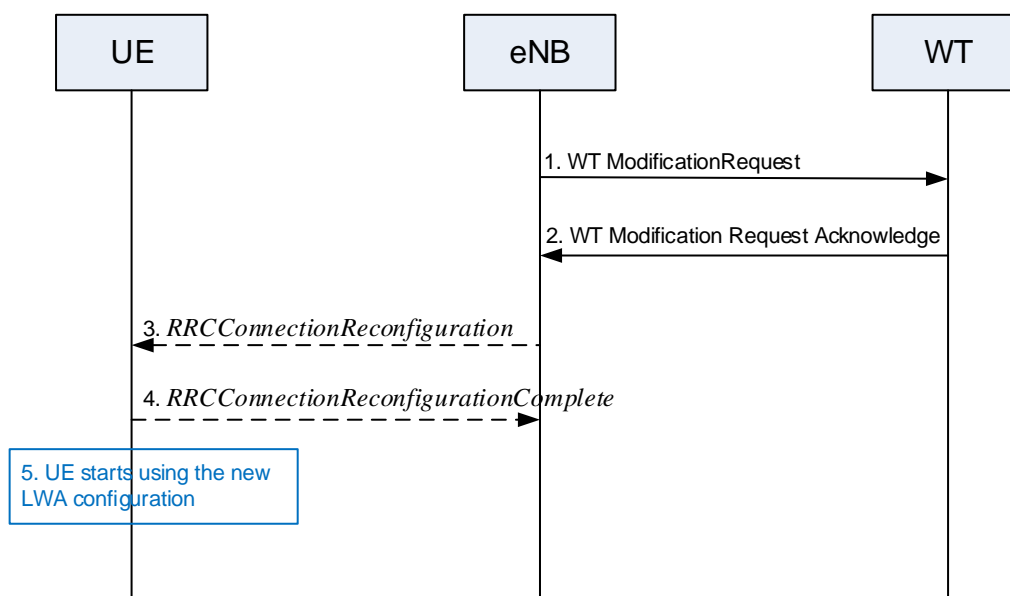 UE
eNB
WT
1. WT ModificationRequest
2. WT Modification Request Acknowledge
3. RRCConnectionReconfiguration
4. RRCConnectionReconfigurationComplete
5. UE starts using the new
LWA configuration